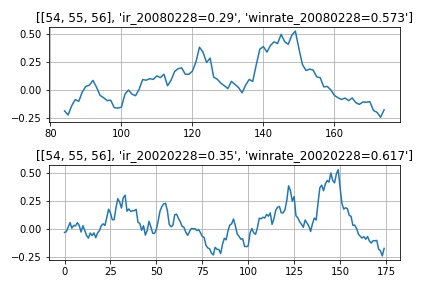 [[54, 55, 56], 'ir_20080228=0.29', 'winrate_20080228=0.573']
0.50
0.25
0.00
−0.25
80 100 120 140 160
[[54, 55, 56], 'ir_20020228=0.35', 'winrate_20020228=0.617']
0.50
0.25
0.00
−0.25
0 25 50 75 100 125 150 175